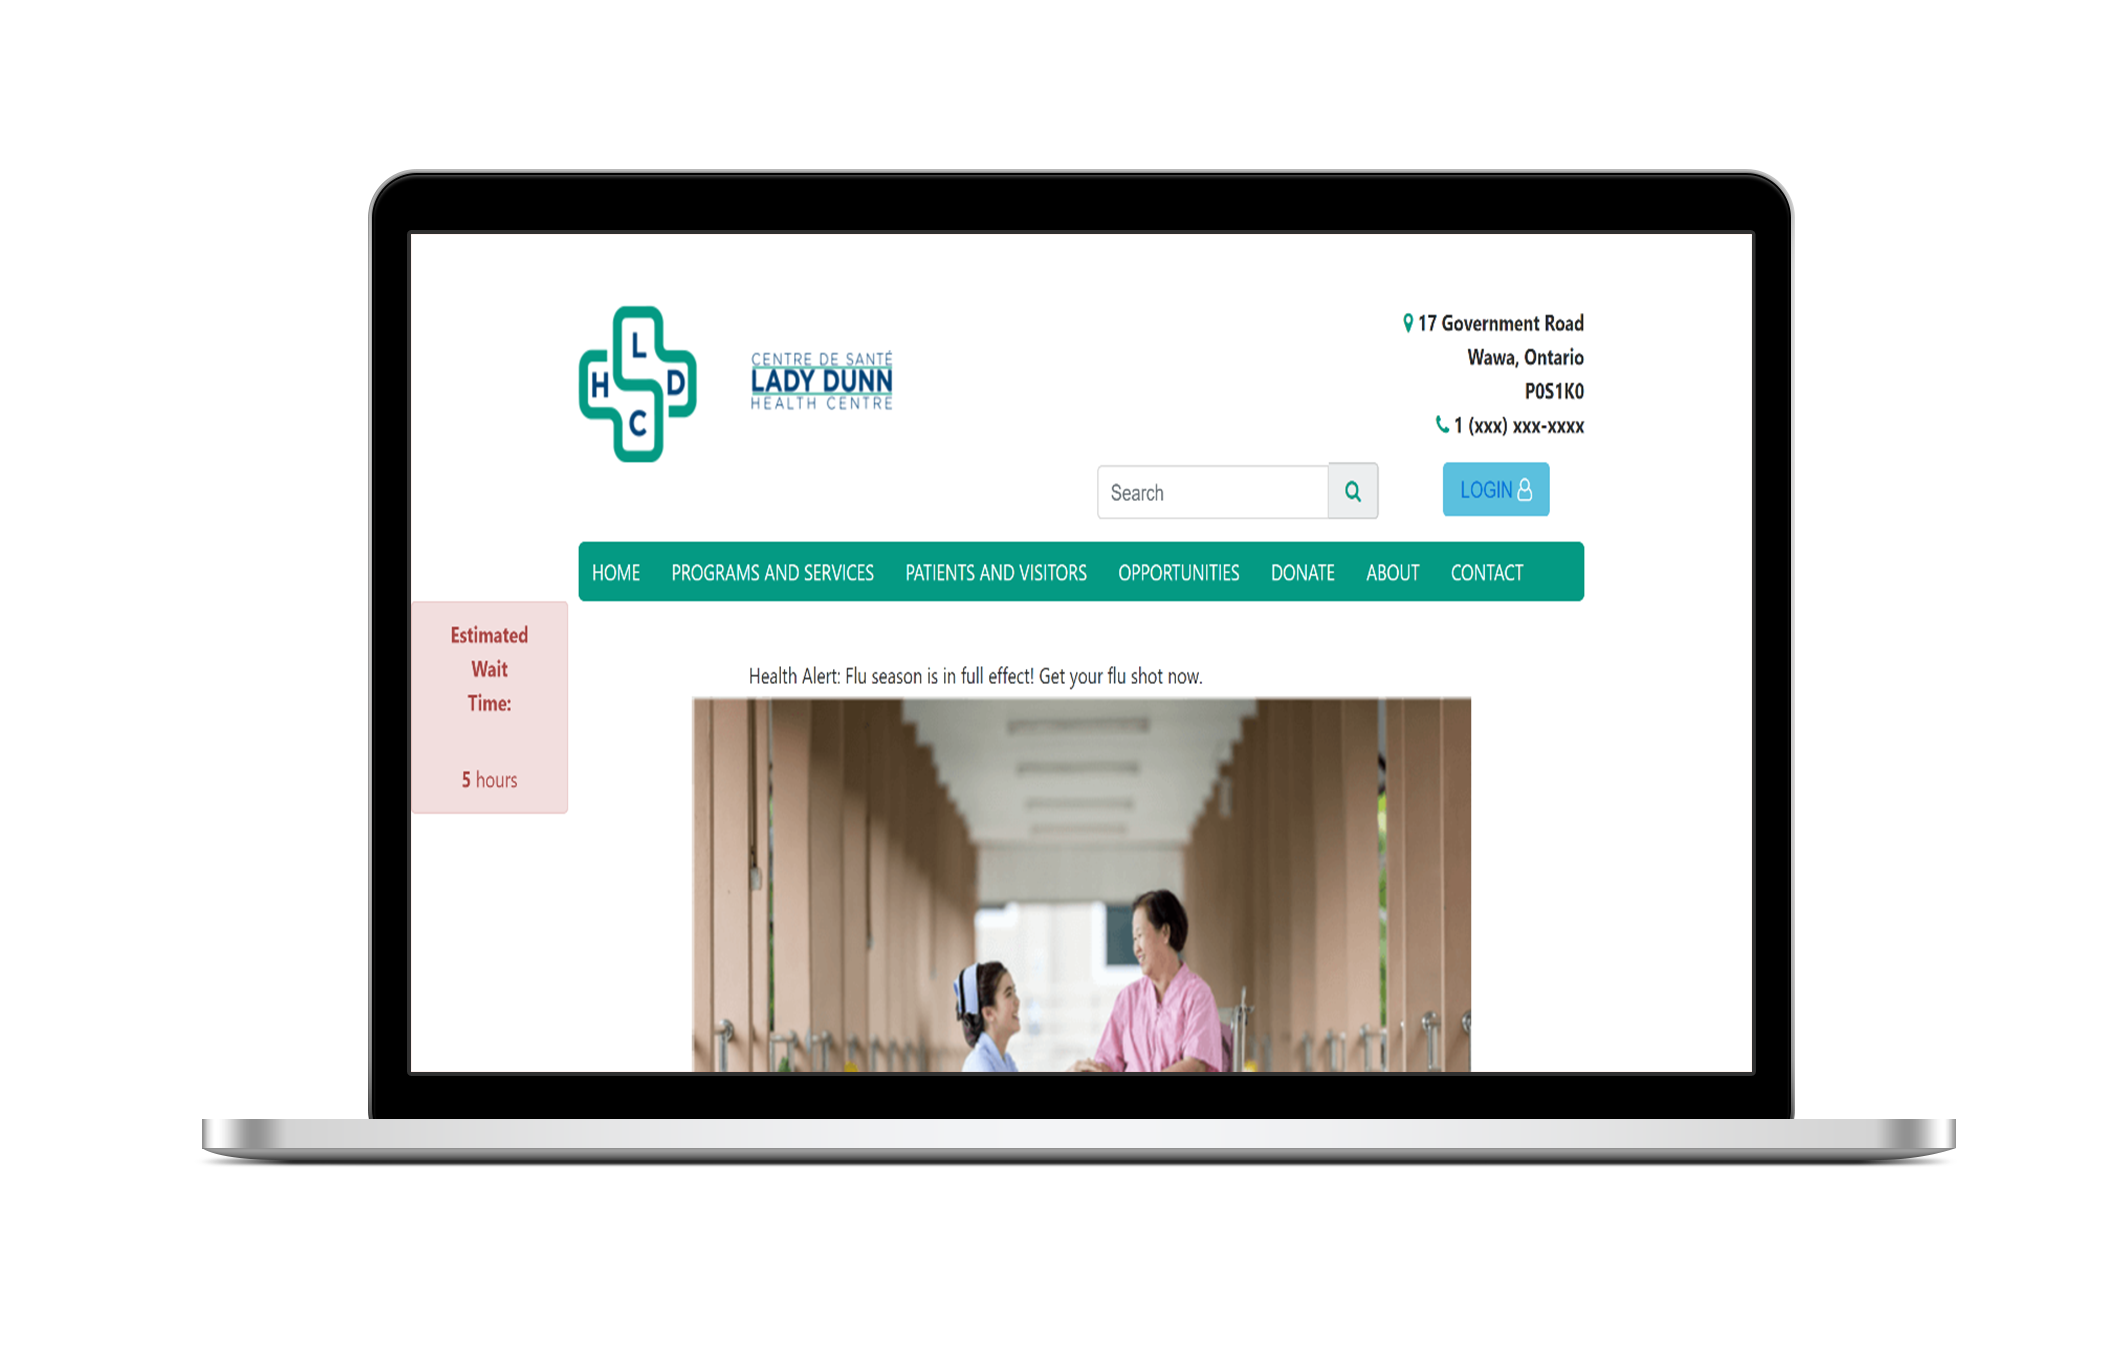 L
H D
C
CENTRE DE SANTÉ
LADY DUNN
HEALTH CENTRE
17 Government Road
Wawa, Ontario
P0S1K0
1 (xxx) xxx-xxxx
Search
LOGIN
HOME PROGRAMS AND SERVICES PATIENTS AND VISITORS OPPORTUNITIES DONATE ABOUT CONTACT
Estimated
Wait
Time:
5 hours
Health Alert: Flu season is in full effect! Get your flu shot now.